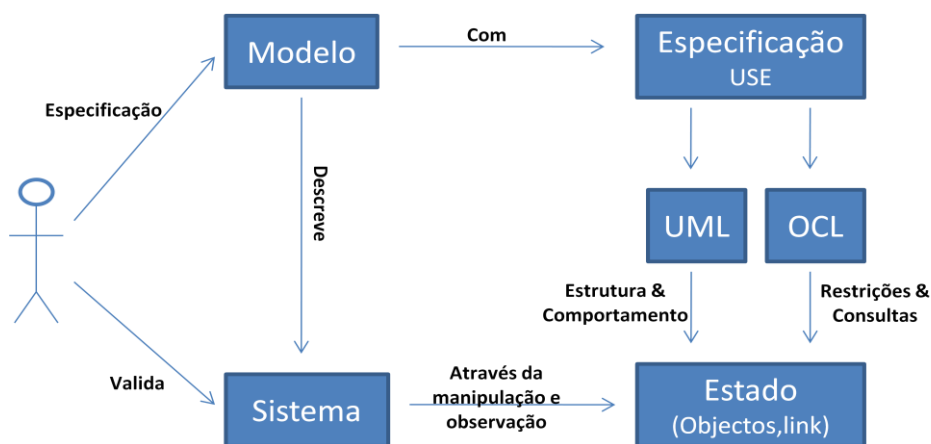 Modelo
Com
Especificação
USE
Especificação
Descreve
UML
OCL
Estrutura &
Comportamento
Restrições &
Consultas
Valida
Sistema
Através da
manipulação e
observação
Estado
(Objectos,link)